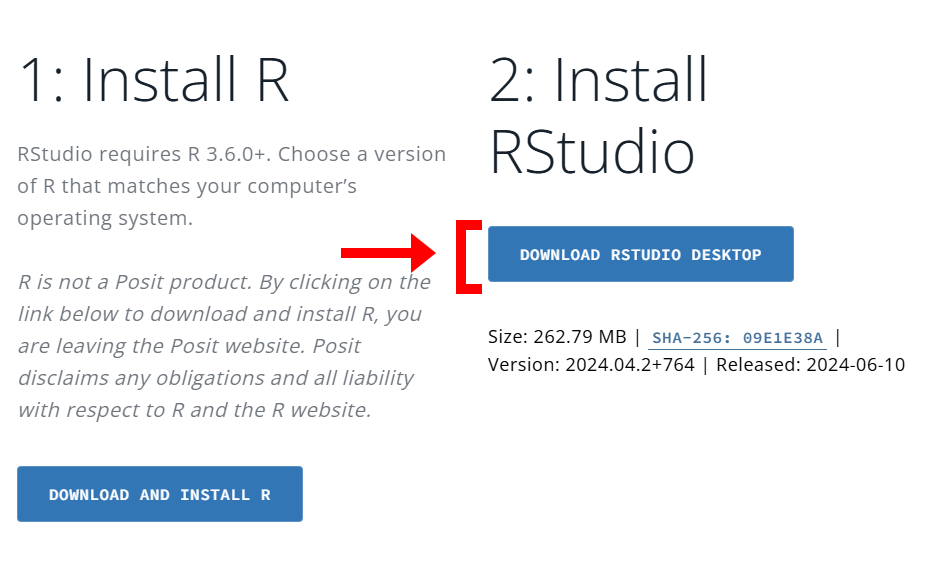 1: Install R
RStudio requires R 3.6.0+. Choose a version
of R that matches your computer’s
operating system.
R is not a Posit product. By clicking on the
link below to download and install R, you
are leaving the Posit website. Posit
disclaims any obligations and all liability
with respect to R and the R website.
DOWNLOAD AND INSTALL R
2: Install
RStudio
DOWNLOAD RSTUDIO DESKTOP
Size: 262.79 MB | SHA-256: 09E1E38A |
Version: 2024.04.2+764 | Released: 2024-06-10